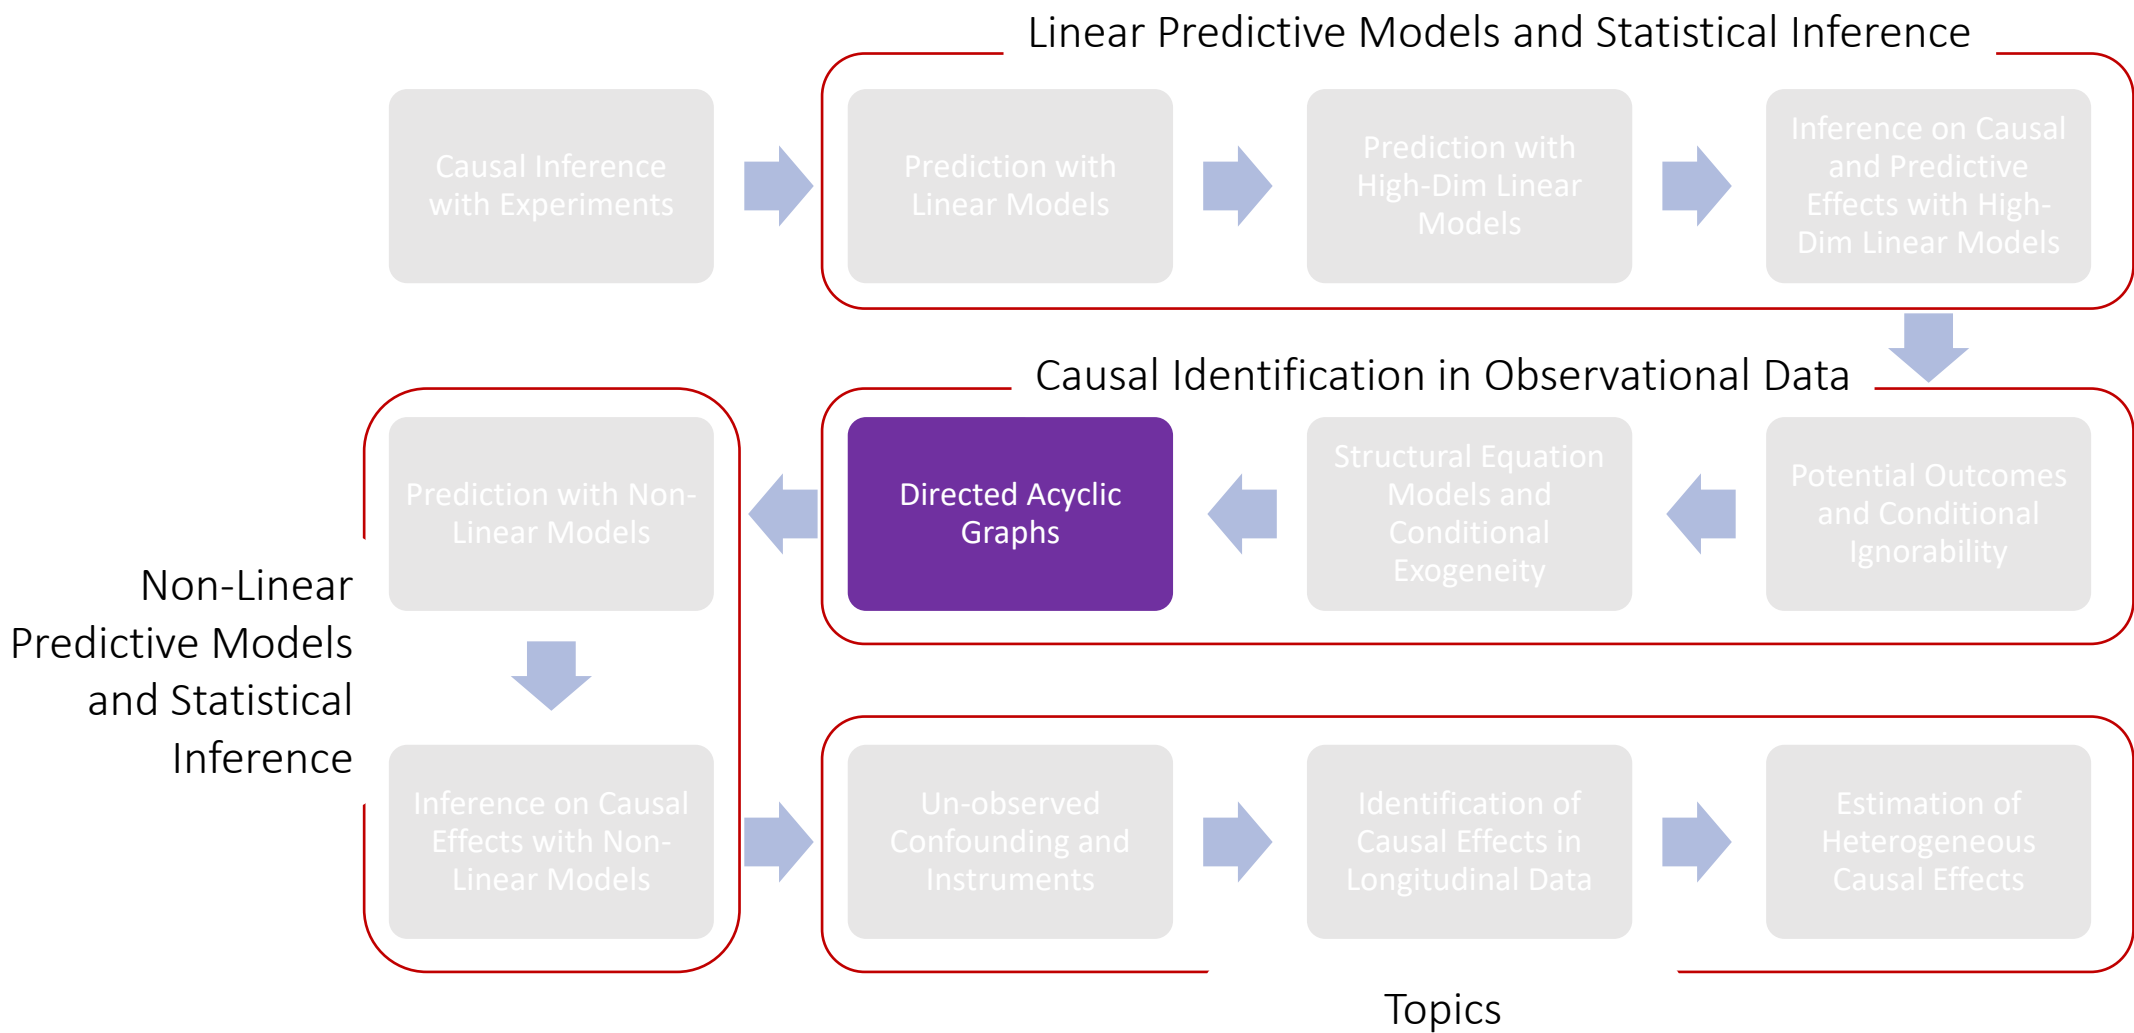 Linear Predictive Models and Statistical Inference
Causal Inference
with Experiments
Prediction with
Linear Models
Prediction with
High-Dim Linear
Models
Inference on Causal
and Predictive
Effects with High-
Dim Linear Models
Causal Identification in Observational Data
Potential Outcomes
and Conditional
Ignorability
Structural Equation
Models and
Conditional
Exogeneity
Directed Acyclic
Graphs
Non-Linear
Predictive Models
and Statistical
Inference
Prediction with Non-
Linear Models
Inference on Causal
Effects with Non-
Linear Models
Un-observed
Confounding and
Instruments
Identification of
Causal Effects in
Longitudinal Data
Estimation of
Heterogeneous
Causal Effects
Topics